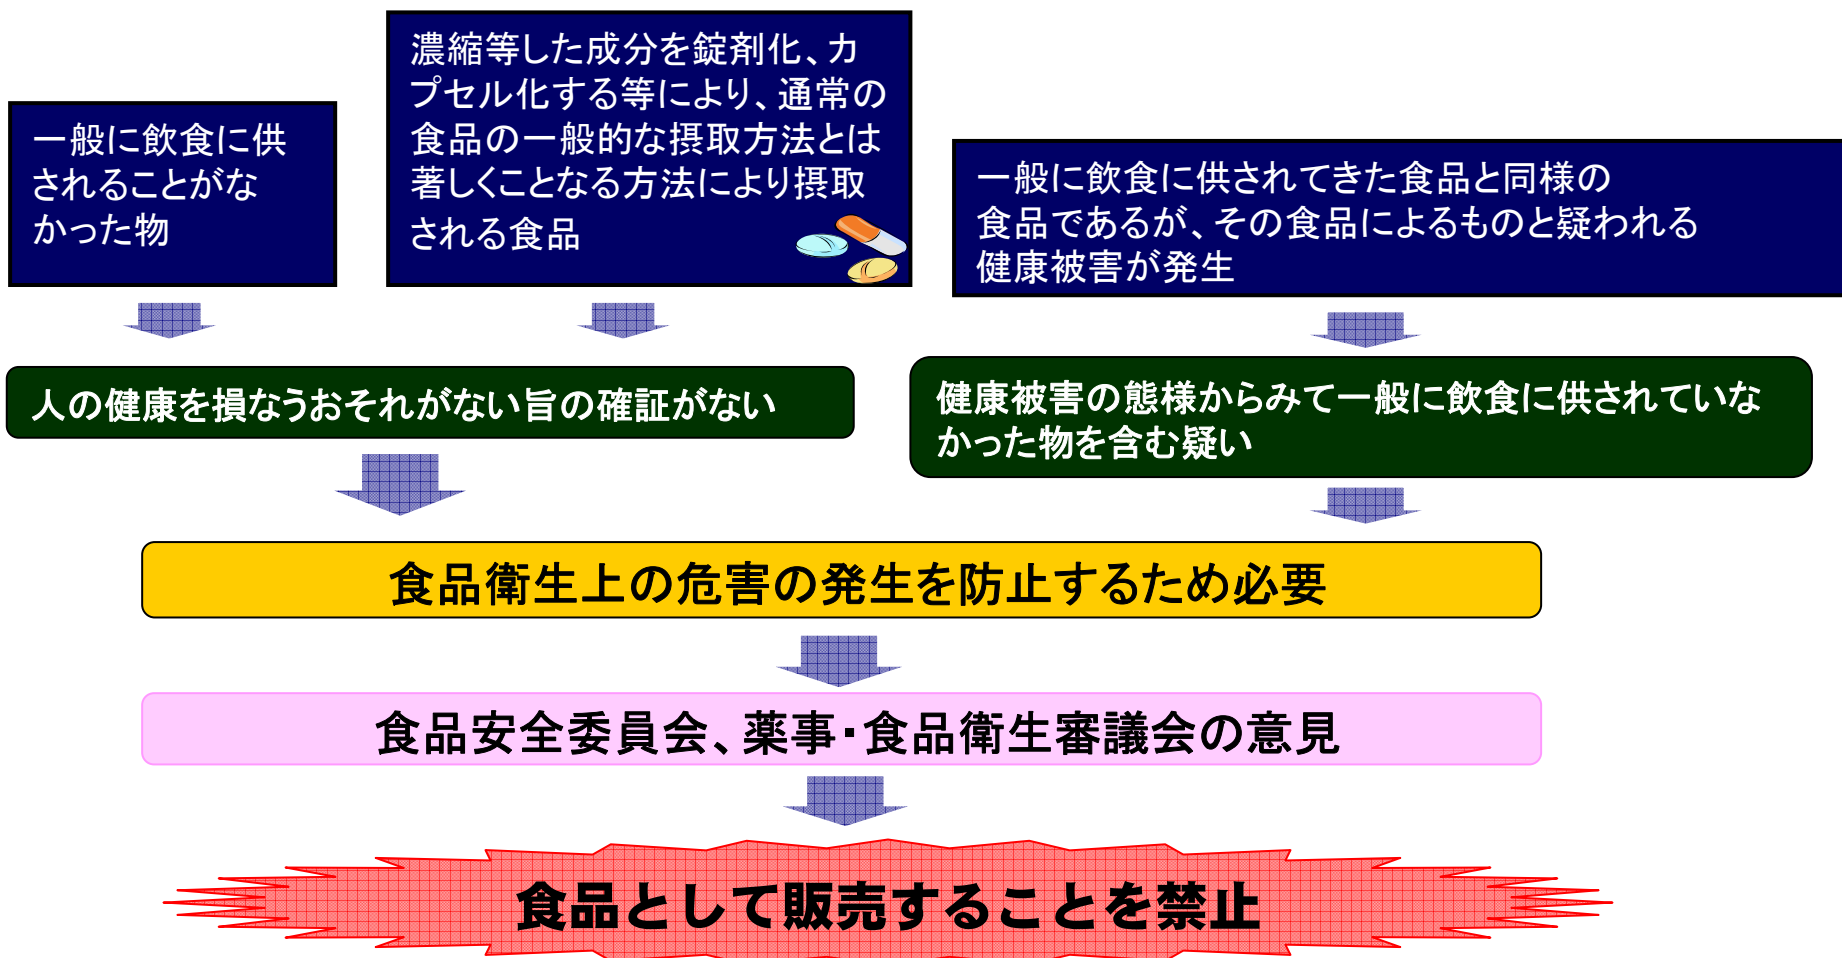 一般に飲食に供
されることがな
かった物
濃縮等した成分を錠剤化、カ
プセル化する等により、通常の
食品の一般的な摂取方法とは
著しくことなる方法により摂取
される食品
一般に飲食に供されてきた食品と同様の
食品であるが、その食品によるものと疑われる
健康被害が発生
人の健康を損なうおそれがない旨の確証がない
健康被害の態様からみて一般に飲食に供されていな
かった物を含む疑い
食品衛生上の危害の発生を防止するため必要
食品安全委員会、薬事・食品衛生審議会の意見
食品として販売することを禁止